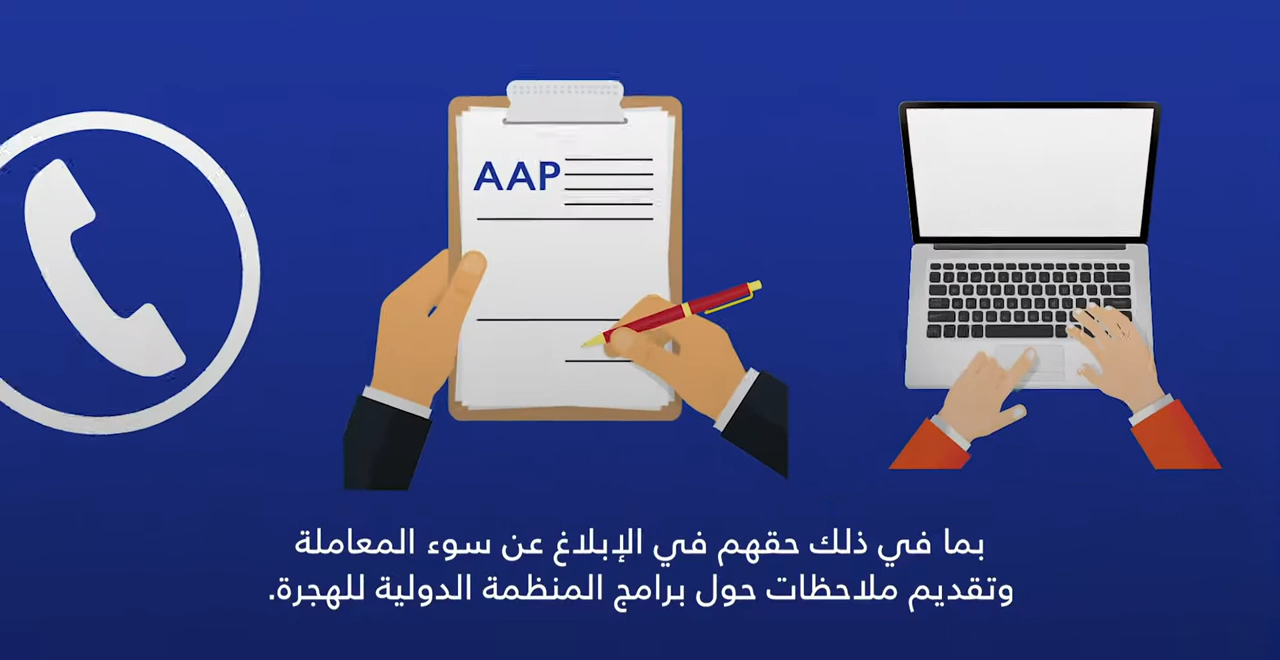 AAP
بما في ذلك حقهم في الإبلاغ عن سوء المعاملة
وتقديم ملاحظات حول برامج المنظمة الدولية للهجرة.